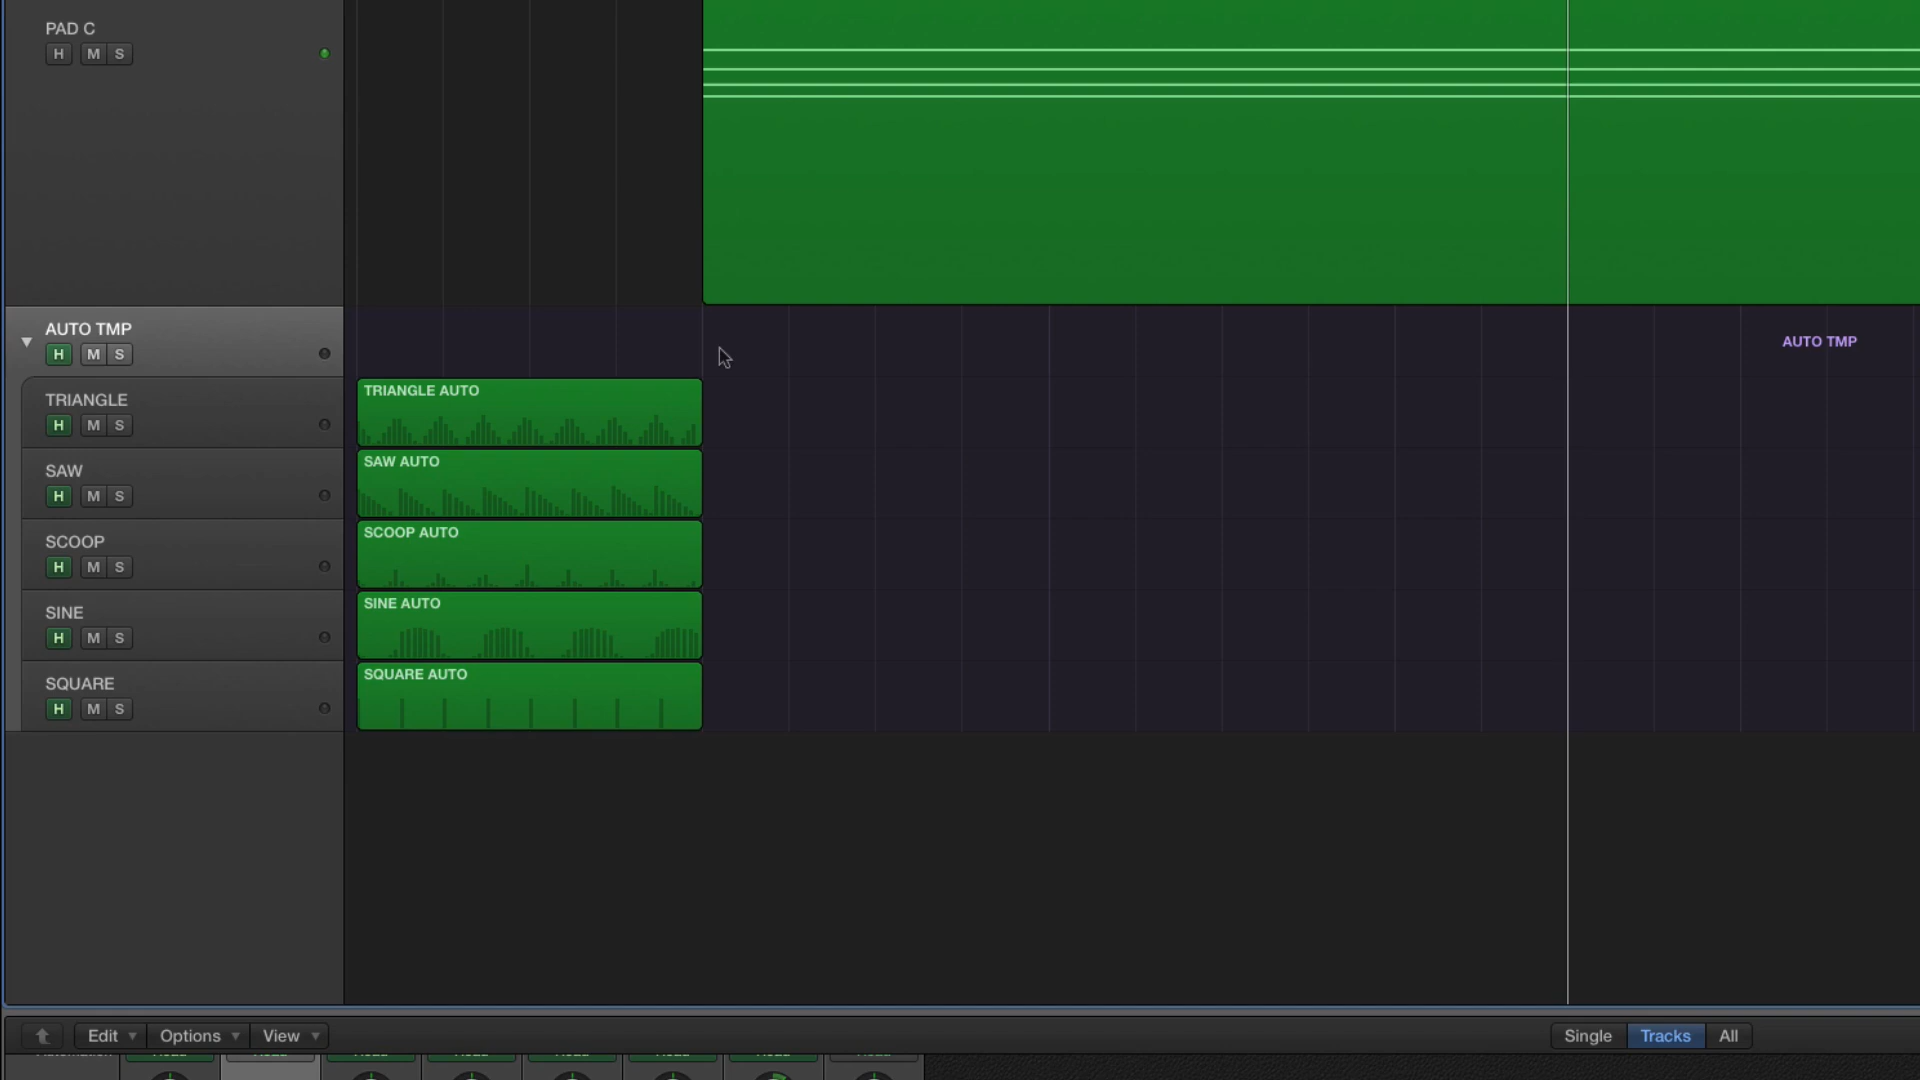 PAD C
H M S
AUTO TMP
H M S
AUTO TMP
TRIANGLE
H M S
TRIANGLE AUTO
SAW
H M S
SAW AUTO
SCOOP
H M S
SCOOP AUTO
SINE
H M S
SINE AUTO
SQUARE
H M S
SQUARE AUTO
Edit Options View Single Tracks All